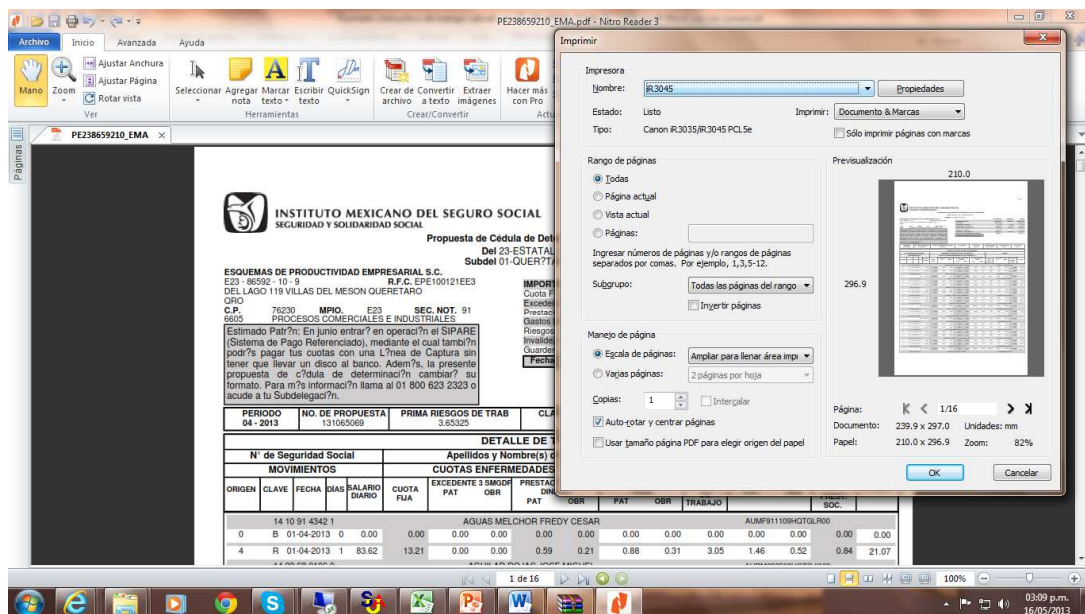 PE238659210_EMA.pdf - Nitro Reader 3
Archivo Inicio Avanzada Ayuda
Mano
Zoom
Ajustar Anchura
Ajustar Página
Rotar vista
Ver
Seleccionar
Agregar nota
Marcar texto
Escribir texto
QuickSign
Herramientas
Crear de archivo
Convertir a texto
Extraer imágenes
Crear/Convertir
Hacer más con Pro
Actu
PE238659210_EMA
Páginas
INSTITUTO MEXICANO DEL SEGURO SOCIAL
SEGURIDAD Y SOLIDARIDAD SOCIAL
Propuesta de Cédula de Dete
Del 23-ESTATAL
Subdel 01-QUER?TA
ESQUEMAS DE PRODUCTIVIDAD EMPRESARIAL S.C.
E23 - 86592 - 10 - 9 R.F.C. EPE100121EE3
DEL LAGO 119 VILLAS DEL MESON QUERETARO
QRO
C.P. 76230 MPIO. E23 SEC. NOT. 91
6605 PROCESOS COMERCIALES E INDUSTRIALES
IMPORT
Cuota F
Exceden
Prestac
Gastos
Riesgos
Invalide
Guarder
Fecha
Estimado Patr?n: En junio entrar? en operaci?n el SIPARE
(Sistema de Pago Referenciado), mediante el cual tambi?n
podr?s pagar tus cuotas con una L?nea de Captura sin
tener que llevar un disco al banco. Adem?s, la presente
propuesta de c?dula de determinaci?n cambiar? su
formato. Para m?s informaci?n llama al 01 800 623 2323 o
acude a tu Subdelegaci?n.
PERIODO NO. DE PROPUESTA PRIMA RIESGOS DE TRAB CLA
04 - 2013 131065069 3.65325
DETALLE DE T
N° de Seguridad Social Apellidos y Nombre(s) d
MOVIMIENTOS CUOTAS ENFERMEDADES
ORIGEN CLAVE FECHA DÍAS SALARIO DIARIO CUOTA FIJA EXCEDENTE 3 SMGDF PAT OBR PRESTAC DIN PAT OBR PAT OBR TRABAJO PREST. SOC.
14 10 91 4342 1 AGUAS MELCHOR FREDY CESAR AUMF911109HQTGLR00
0 B 01-04-2013 0 0.00 0.00 0.00 0.00 0.00 0.00 0.00 0.00 0.00 0.00 0.00 0.00 0.00
4 R 01-04-2013 1 83.62 13.21 0.00 0.00 0.59 0.21 0.88 0.31 3.05 1.46 0.52 0.84 21.07
Imprimir
Impresora
Nombre: iR3045 Propiedades
Estado: Listo Imprimir: Documento & Marcas
Tipo: Canon iR3035/iR3045 PCL5e Sólo imprimir páginas con marcas
Rango de páginas
Todas
Página actual
Vista actual
Páginas:
Ingresar números de páginas y/o rangos de páginas
separados por comas. Por ejemplo, 1,3,5-12.
Subgrupo: Todas las páginas del rango
Invertir páginas
Manejo de página
Escala de páginas: Ampliar para llenar área impi
Varias páginas: 2 páginas por hoja
Copias: 1 Intercalar
Auto-rotar y centrar páginas
Usar tamaño página PDF para elegir origen del papel
Previsualización
210.0
296.9
Página: 1/16
Documento: 239.9 x 297.0 Unidades: mm
Papel: 210.0 x 296.9 Zoom: 82%
OK Cancelar
1 de 16
100%
03:09 p.m.
16/05/2013